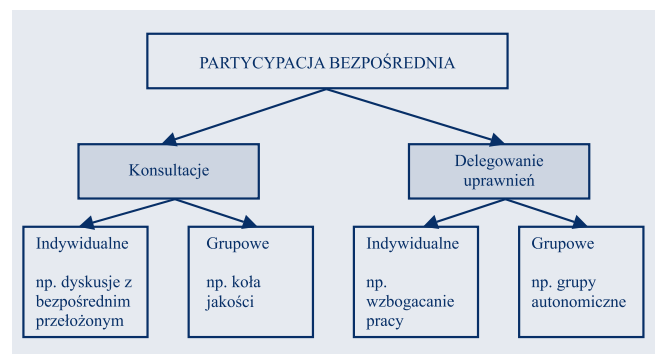 PARTYCYPACJA BEZPOŚREDNIA
Konsultacje
Delegowanie
uprawnień
Indywidualne
np. dyskusje z
bezpośrednim
przełożonym
Grupowe
np. koła
jakości
Indywidualne
np.
wzbogacanie
pracy
Grupowe
np. grupy
autonomiczne